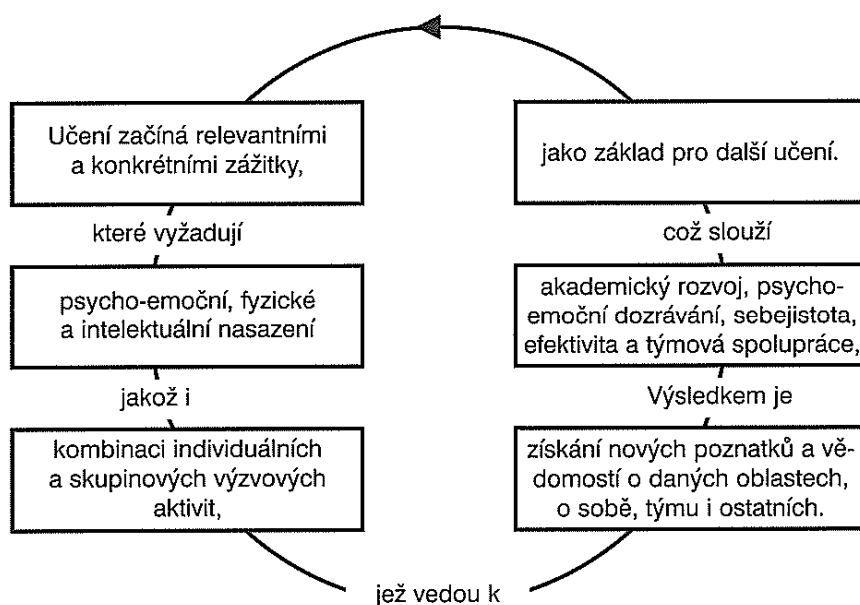 Učení začíná relevantními
a konkrétními zážitky,
které vyžadují
psycho-emoční, fyzické
a intelektuální nasazení
jakož i
kombinaci individuálních
a skupinových výzvových
aktivit,
jež vedou k
získání nových poznatků a vě-
domostí o daných oblastech,
o sobě, týmu i ostatních.
Výsledkem je
akademický rozvoj, psycho-
emoční dozrávání, sebejistota,
efektivita a týmová spolupráce,
což slouží
jako základ pro další učení.